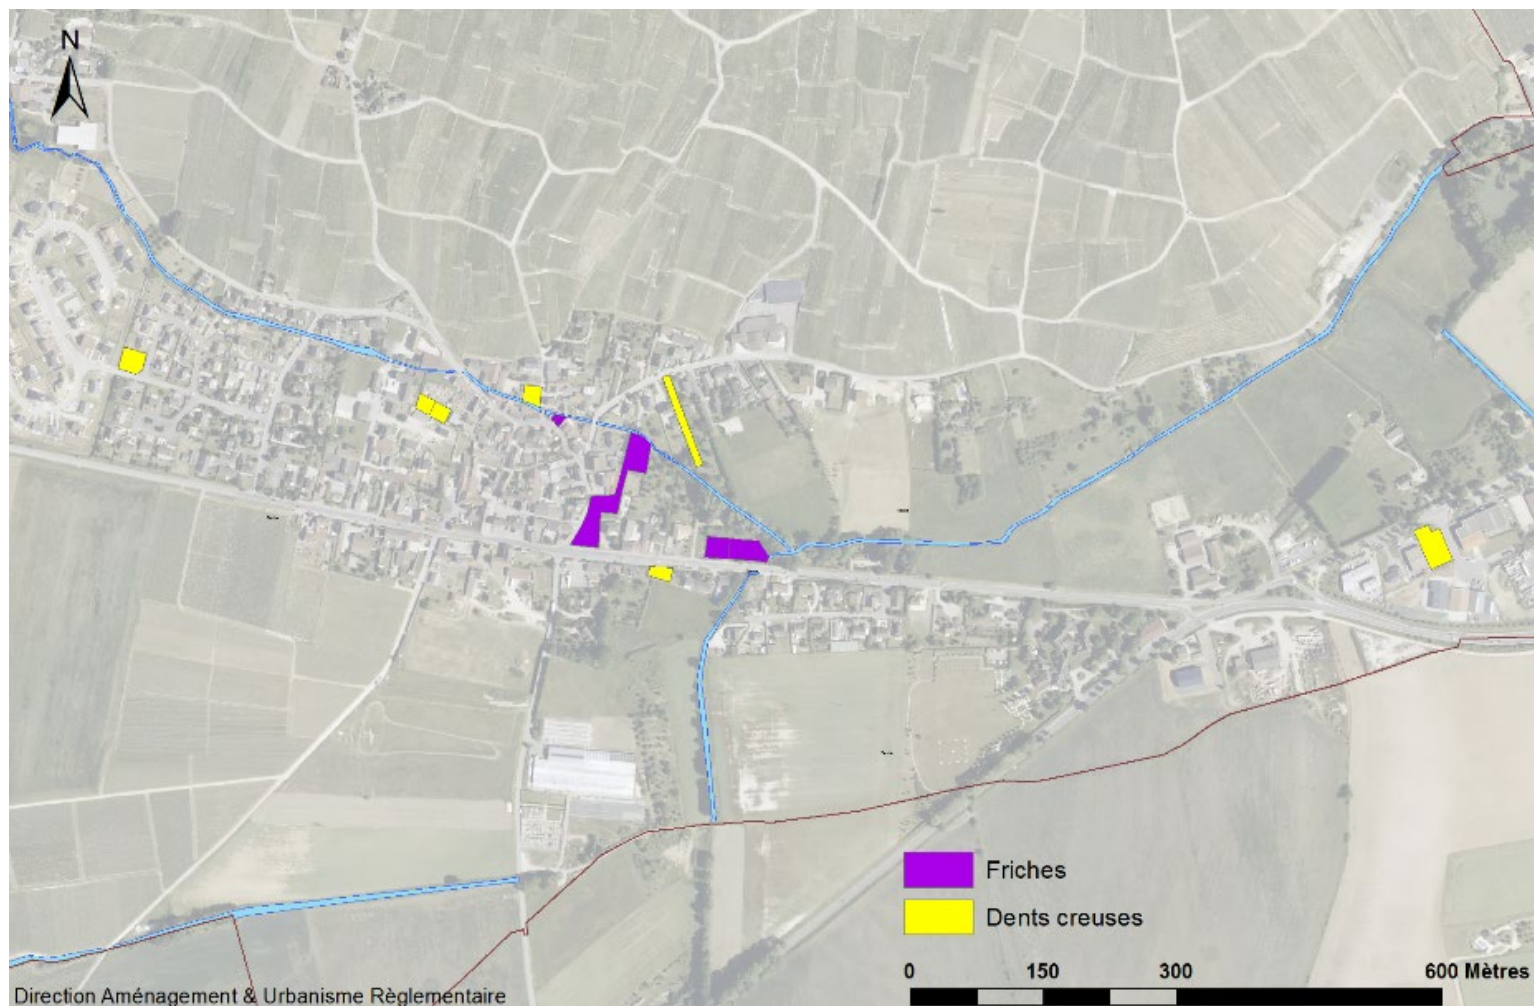 N
Friches
Dents creuses
0 150 300 600 Mètres
Direction Aménagement & Urbanisme Règlementaire